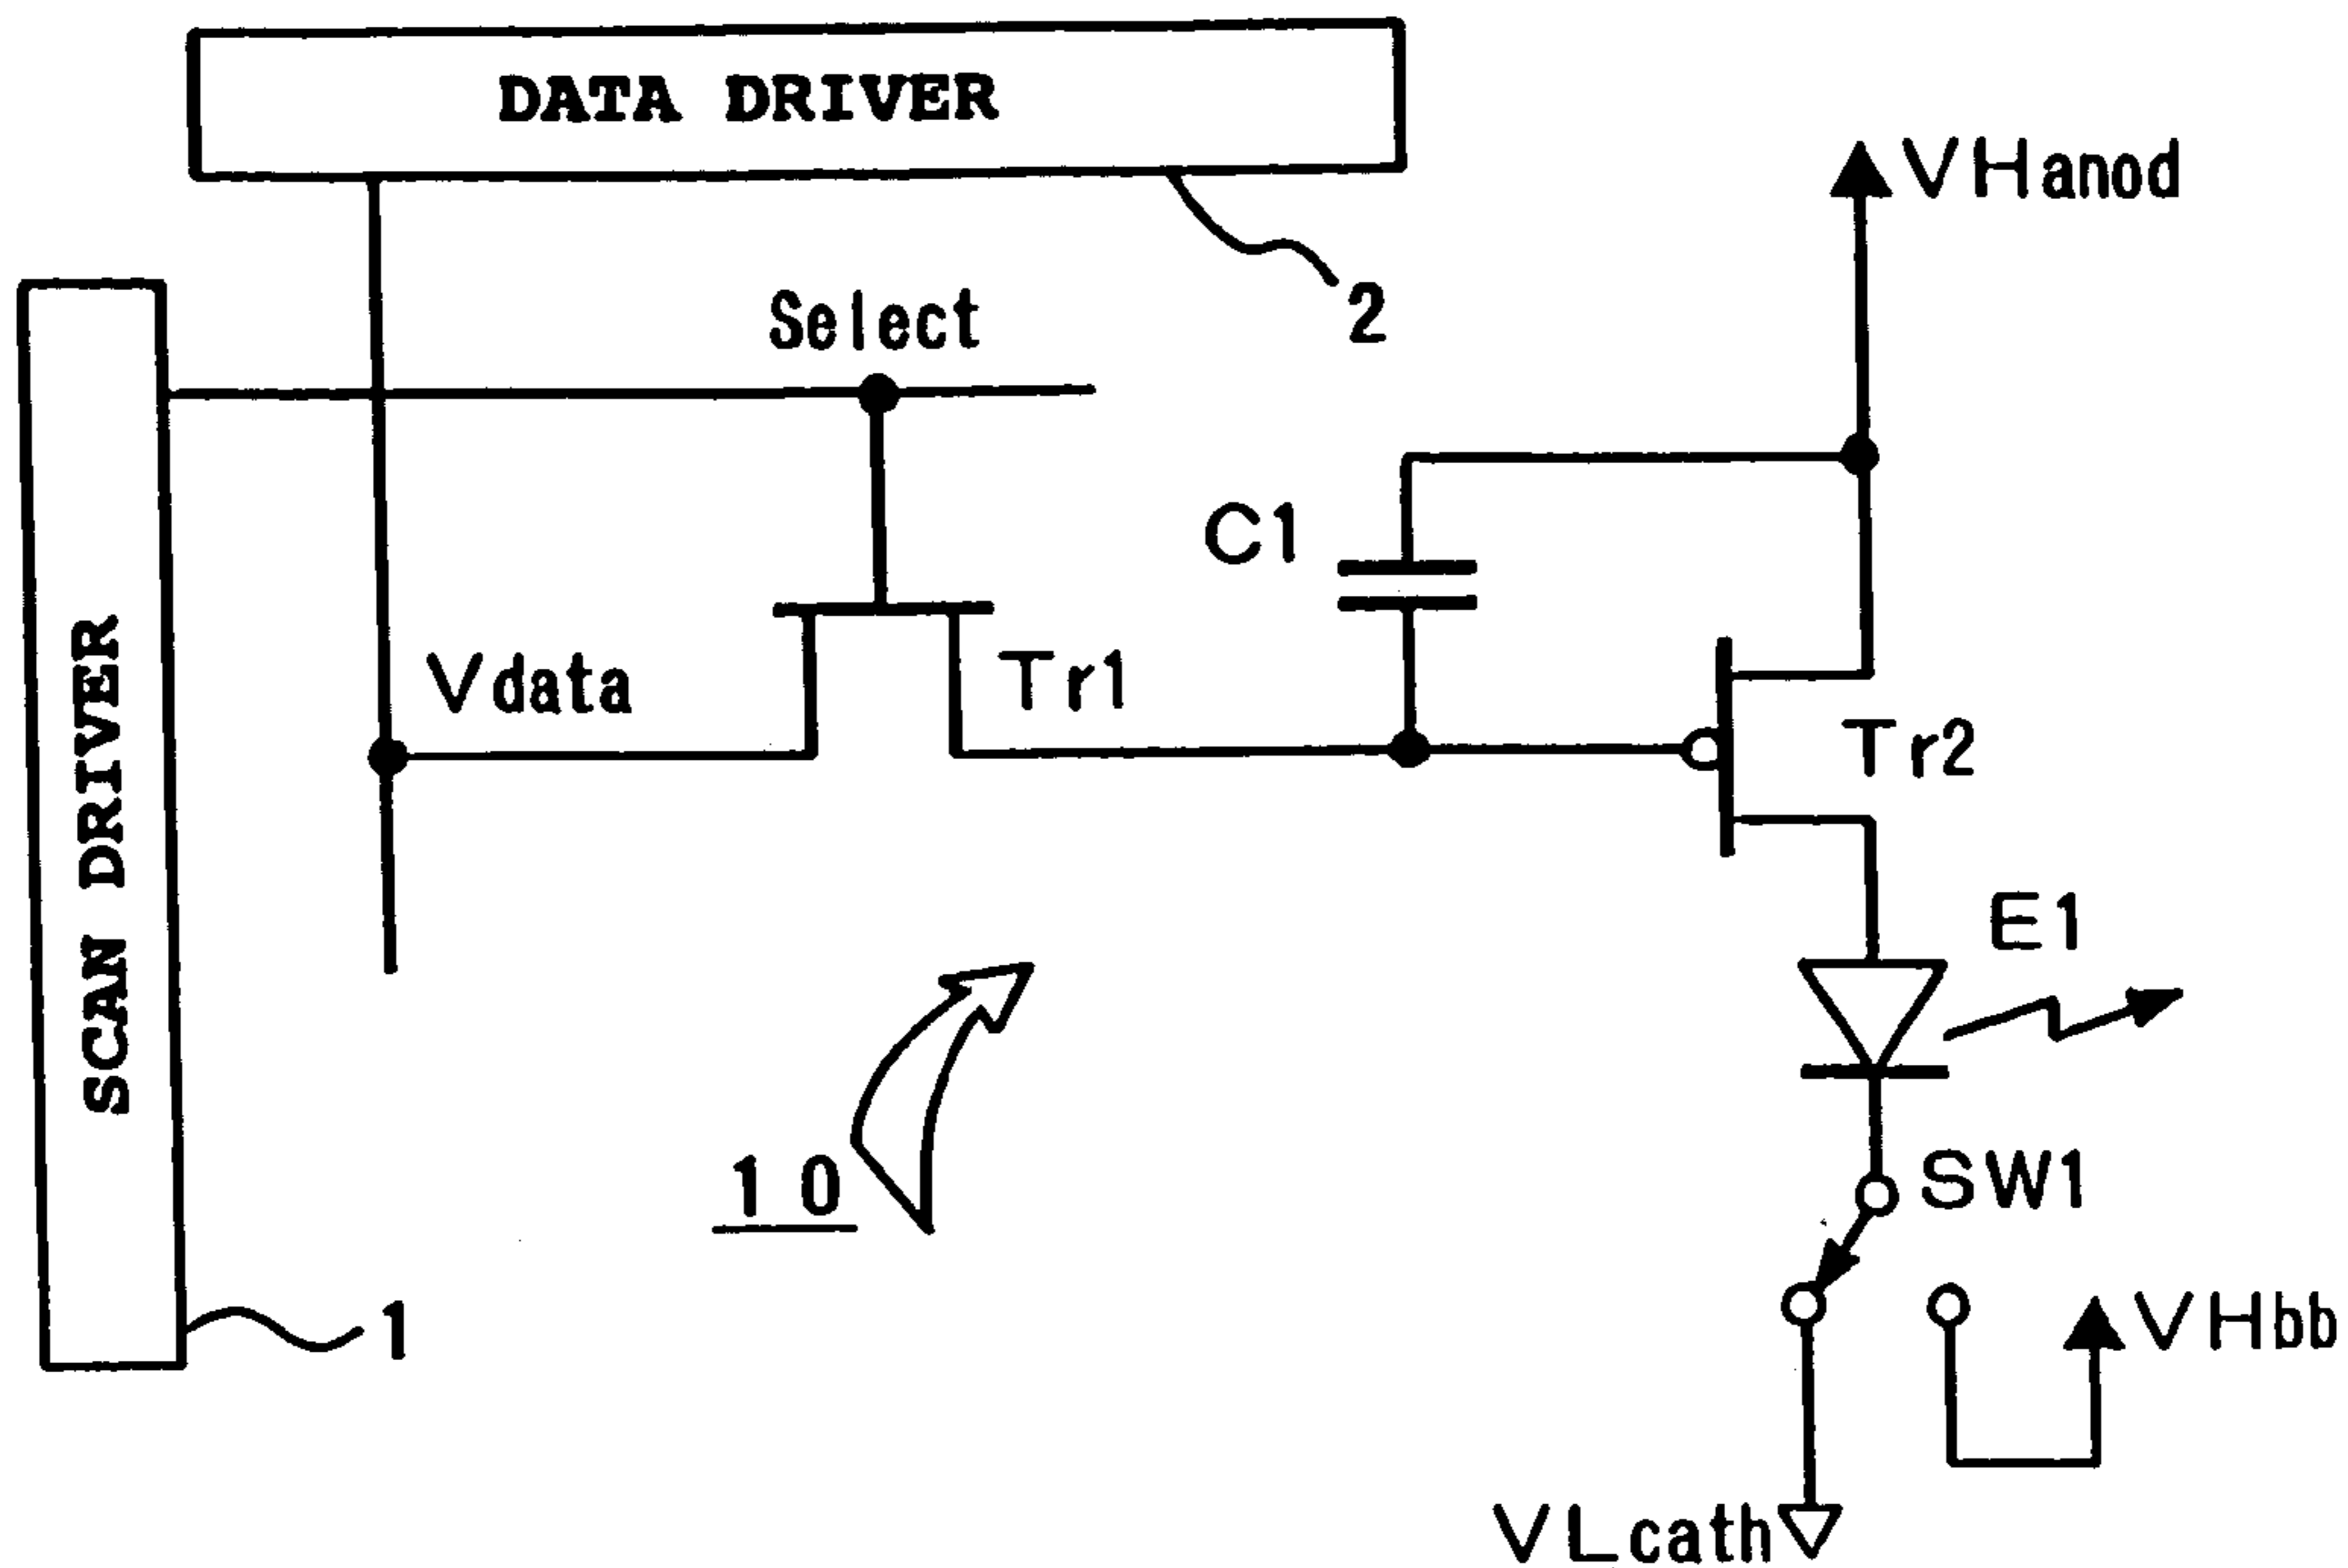 DATA DRIVER
VHanod
2
Select
C1
Vdata
Tr1
Tr2
SCAN DRIVER
E1
10
SW1
1
VHbb
VLcath